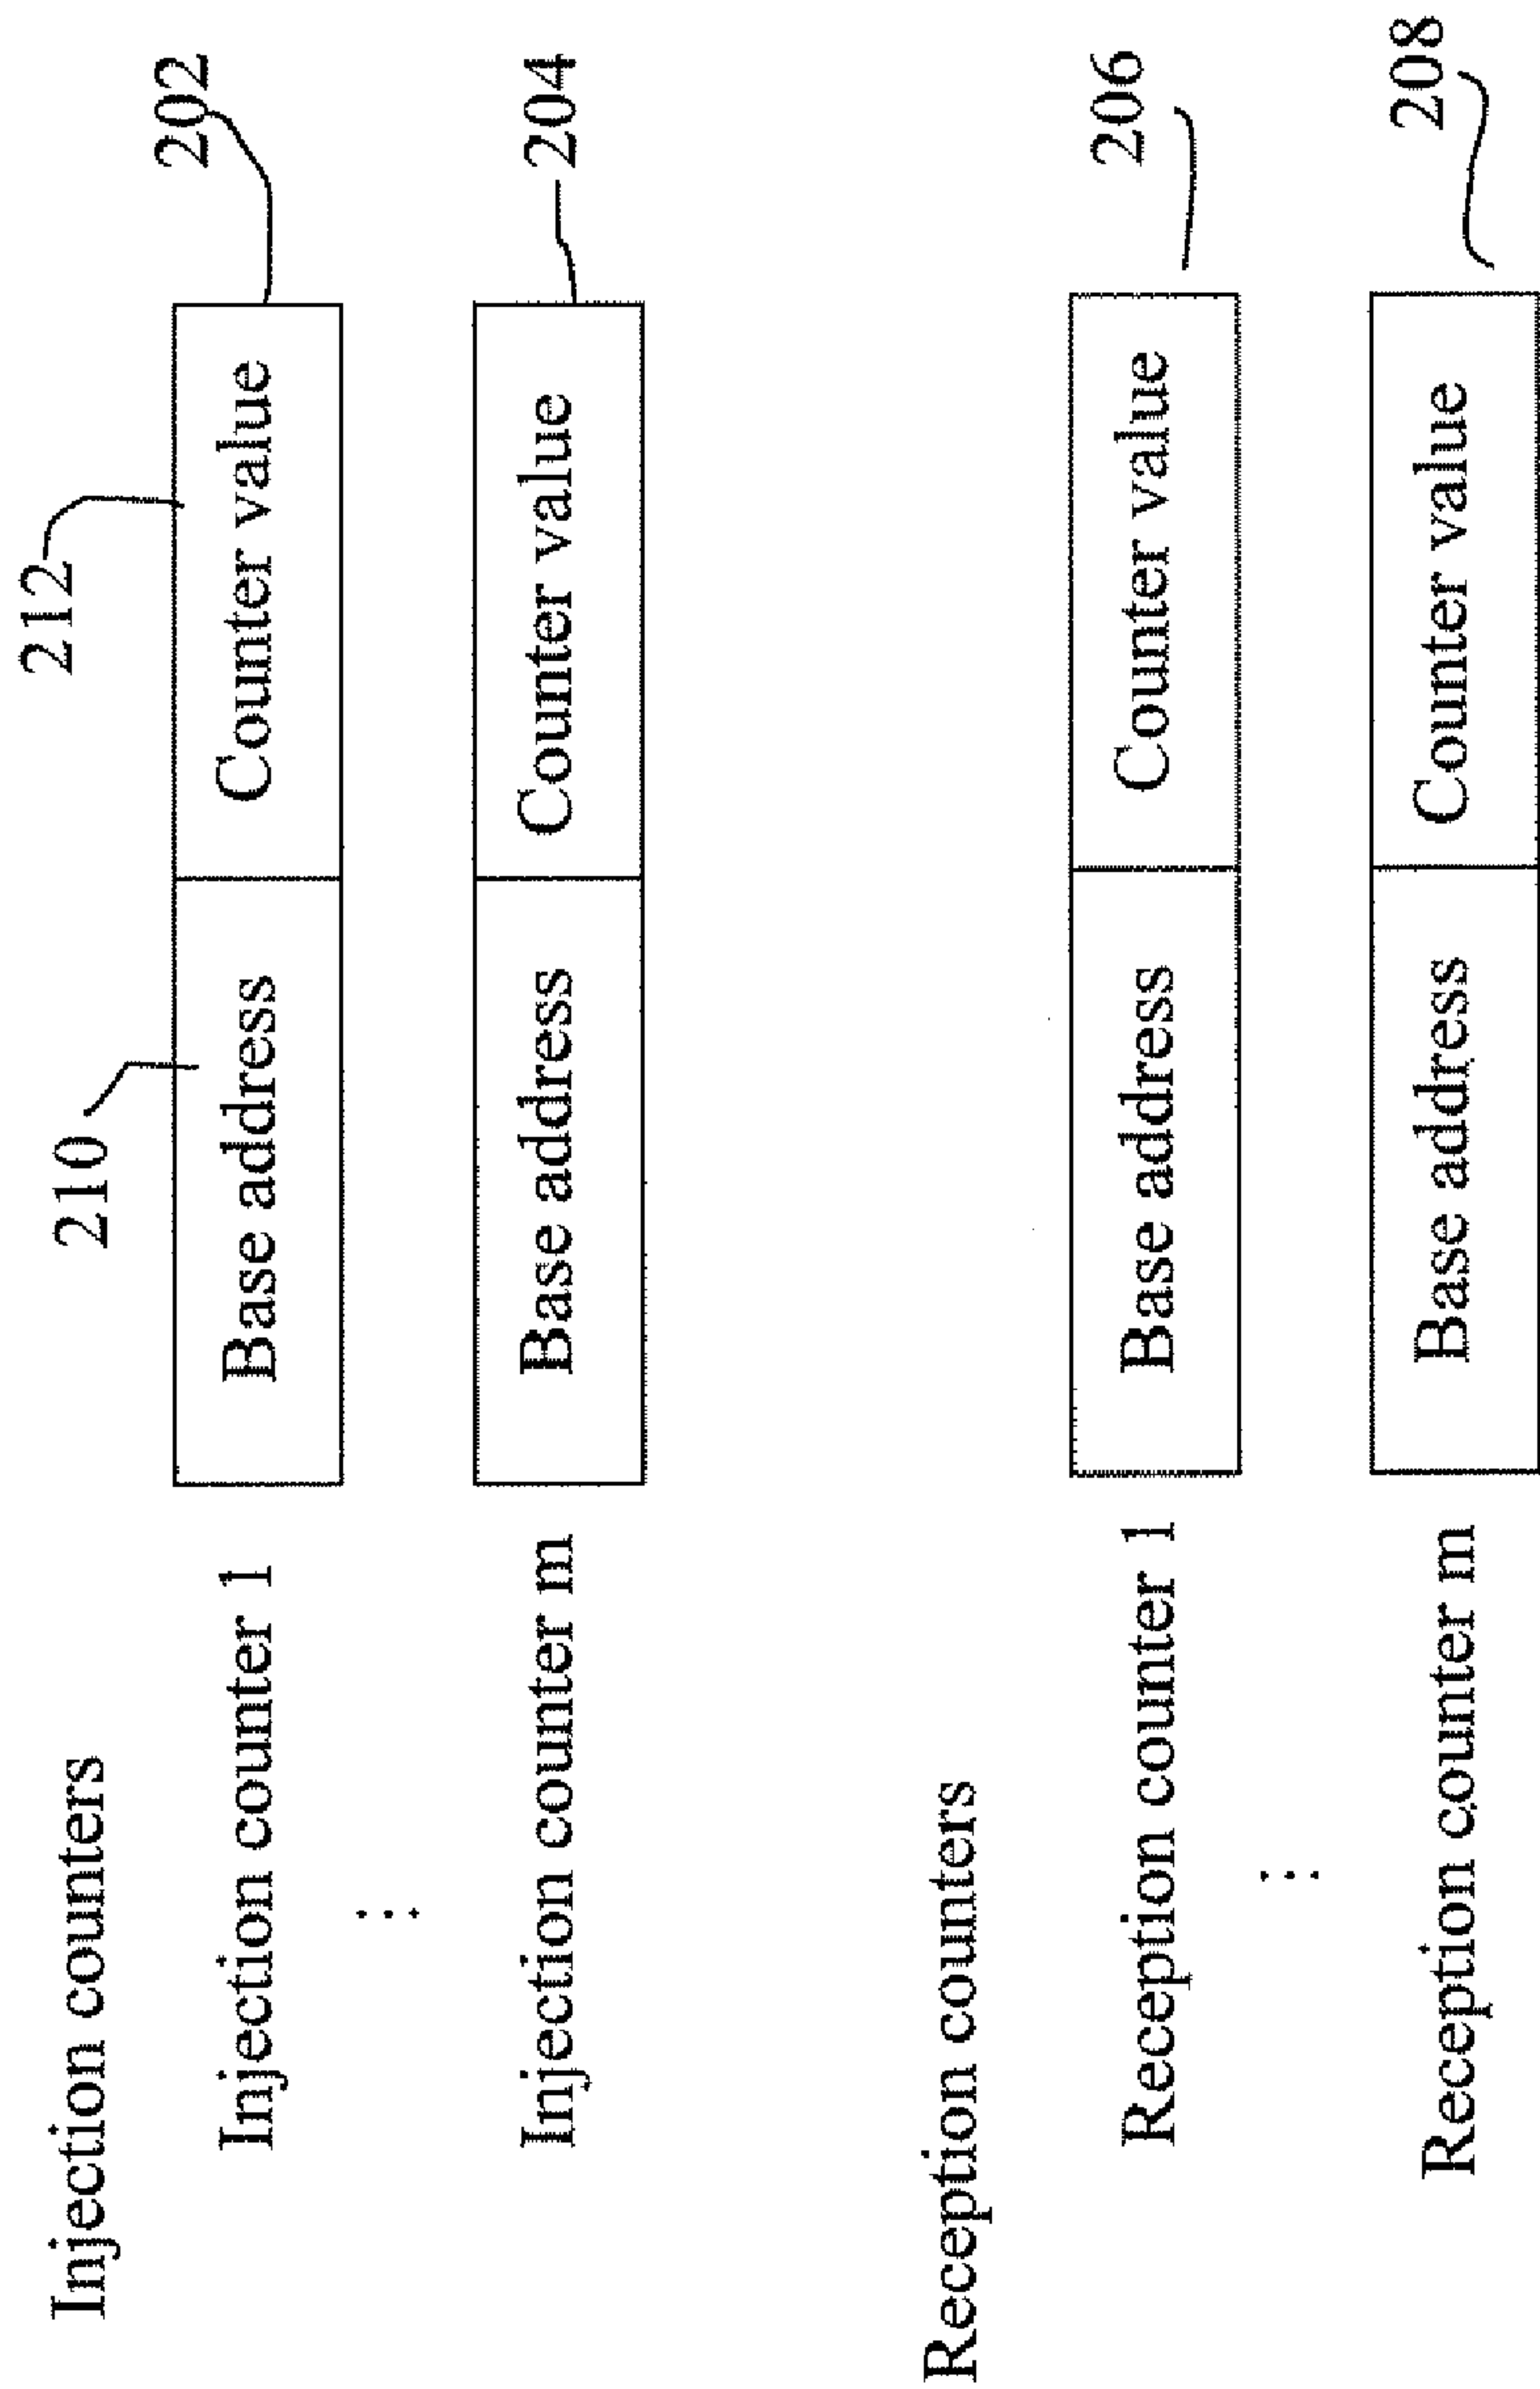 Injection counters
210
212
Injection counter 1 Base address Counter value 202
⋮
Injection counter m Base address Counter value 204
Reception counters
Reception counter 1 Base address Counter value 206
⋮
Reception counter m Base address Counter value 208